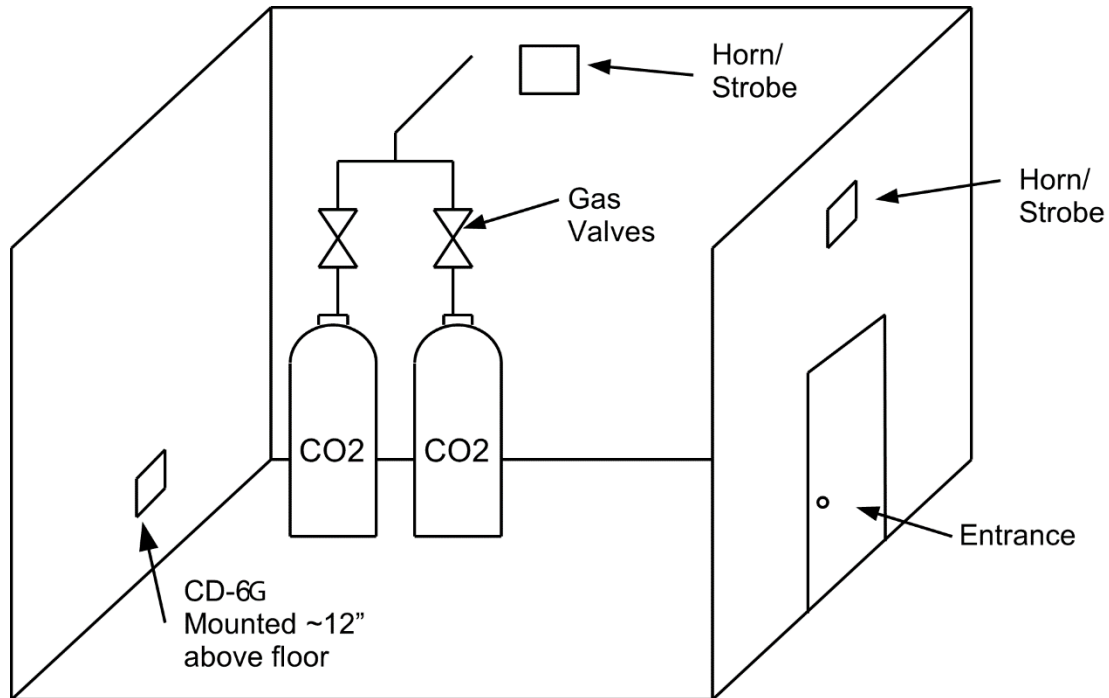 Horn/
Strobe
Horn/
Strobe
Gas
Valves
CO2
CO2
Entrance
CD-6G
Mounted ~12”
above floor